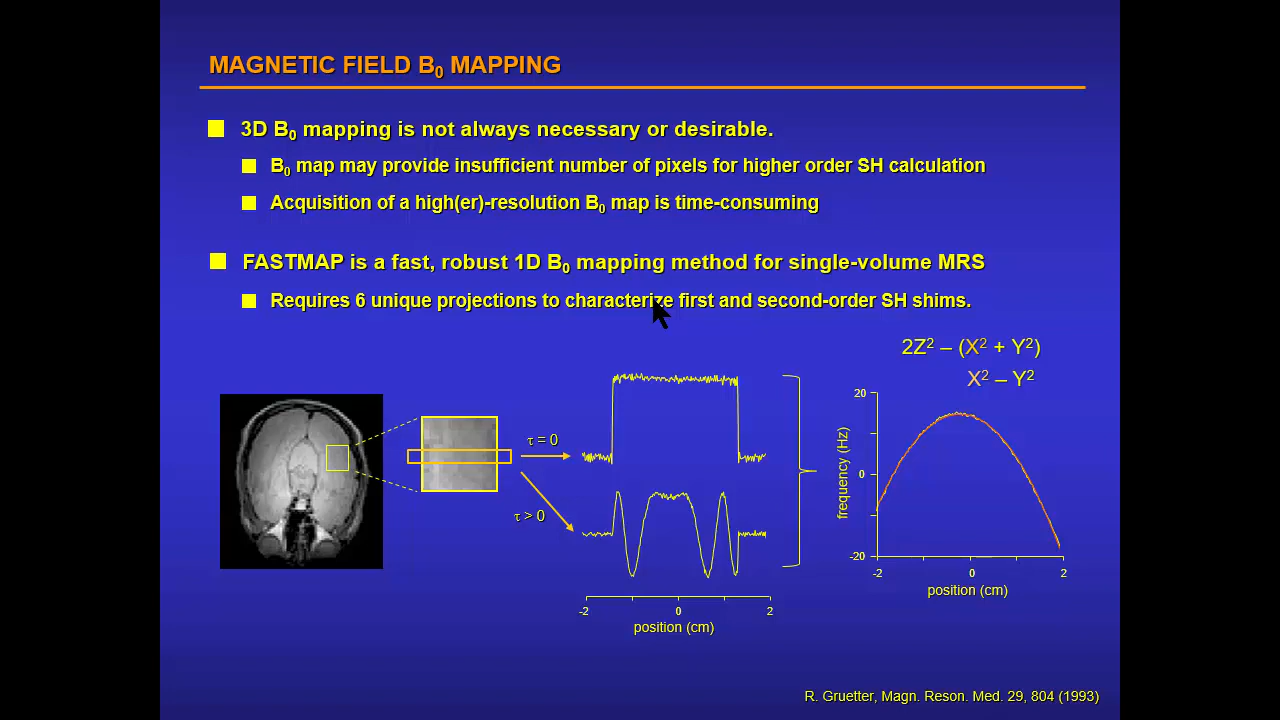 MAGNETIC FIELD B0 MAPPING
3D B0 mapping is not always necessary or desirable.
B0 map may provide insufficient number of pixels for higher order SH calculation
Acquisition of a high(er)-resolution B0 map is time-consuming
FASTMAP is a fast, robust 1D B0 mapping method for single-volume MRS
Requires 6 unique projections to characterize first and second-order SH shims.
2Z² – (X² + Y²)
X² – Y²
τ = 0
τ > 0
-2 0 2
position (cm)
20
0
-20
frequency (Hz)
-2 0 2
position (cm)
R. Gruetter, Magn. Reson. Med. 29, 804 (1993)